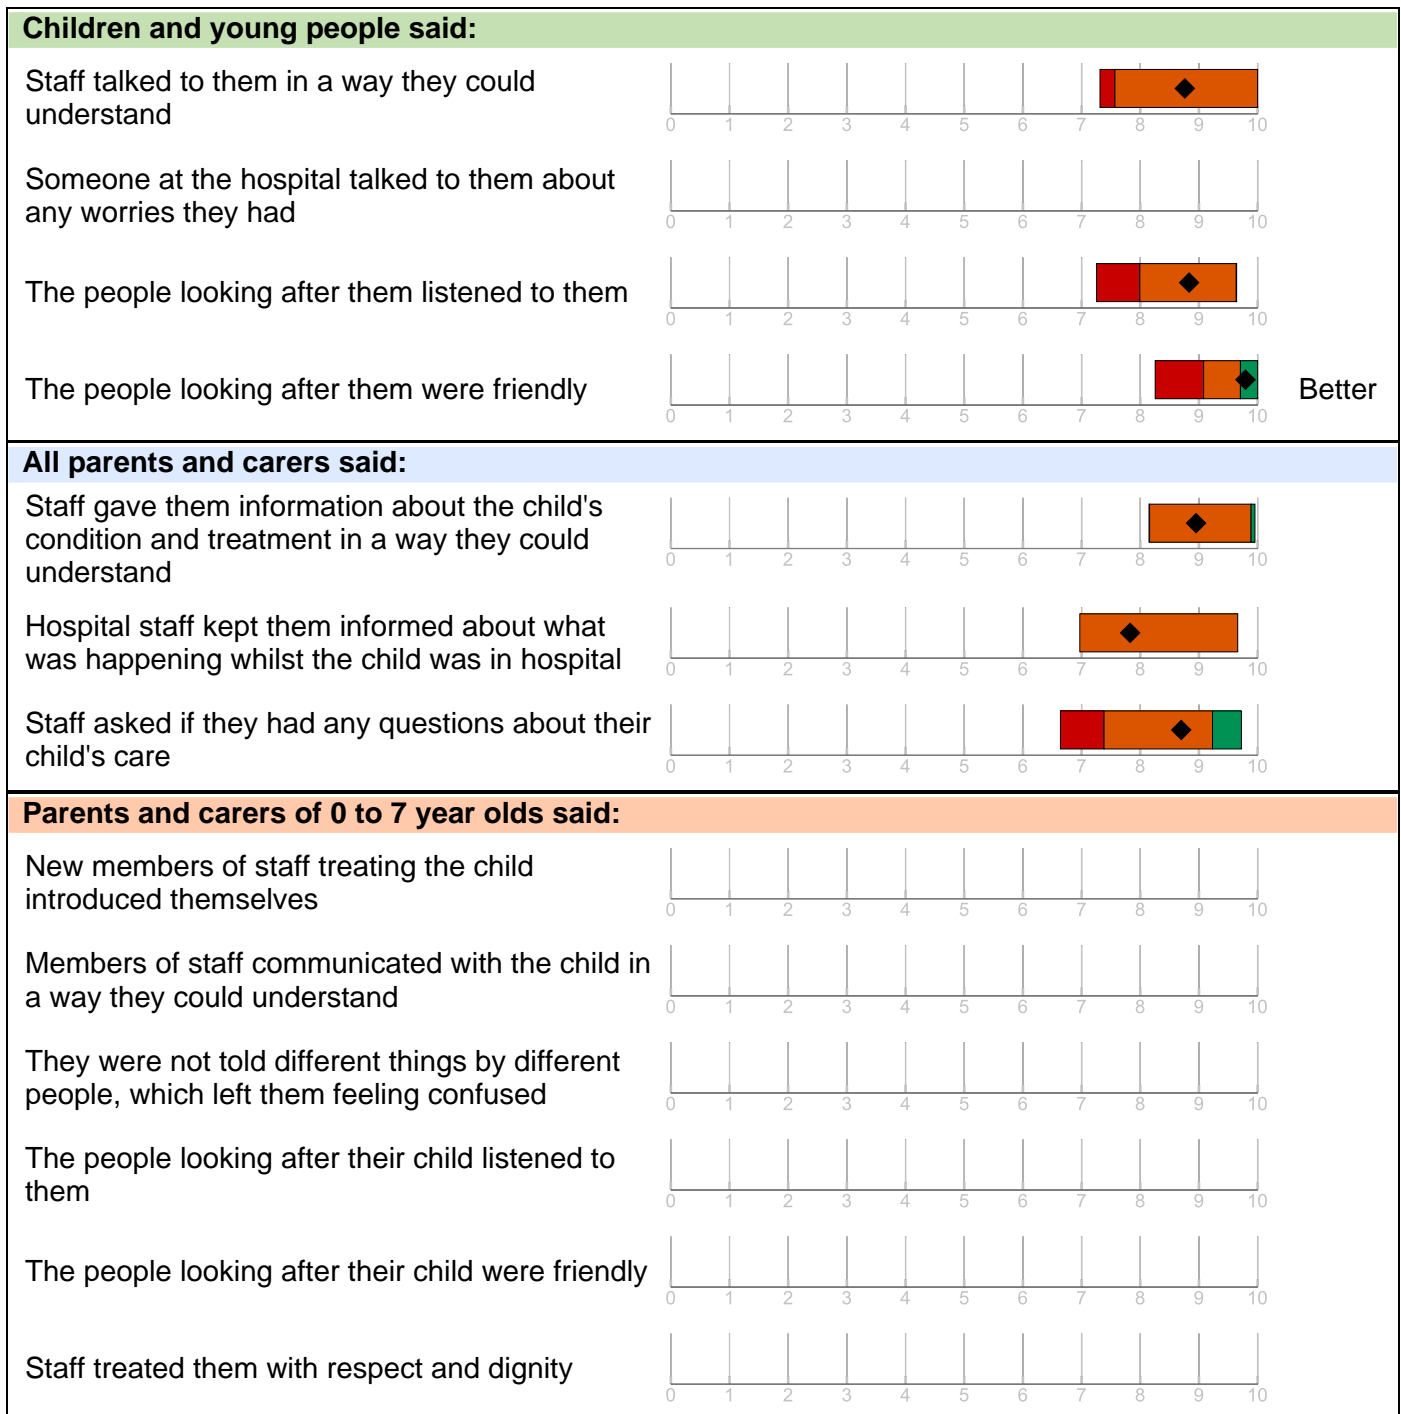 Children and young people said:
Staff talked to them in a way they could
understand
0 1 2 3 4 5 6 7 8 9 10
Someone at the hospital talked to them about
any worries they had
0 1 2 3 4 5 6 7 8 9 10
The people looking after them listened to them
0 1 2 3 4 5 6 7 8 9 10
The people looking after them were friendly
Better
0 1 2 3 4 5 6 7 8 9 10
All parents and carers said:
Staff gave them information about the child's
condition and treatment in a way they could
understand
0 1 2 3 4 5 6 7 8 9 10
Hospital staff kept them informed about what
was happening whilst the child was in hospital
0 1 2 3 4 5 6 7 8 9 10
Staff asked if they had any questions about their
child's care
0 1 2 3 4 5 6 7 8 9 10
Parents and carers of 0 to 7 year olds said:
New members of staff treating the child
introduced themselves
0 1 2 3 4 5 6 7 8 9 10
Members of staff communicated with the child in
a way they could understand
0 1 2 3 4 5 6 7 8 9 10
They were not told different things by different
people, which left them feeling confused
0 1 2 3 4 5 6 7 8 9 10
The people looking after their child listened to
them
0 1 2 3 4 5 6 7 8 9 10
The people looking after their child were friendly
0 1 2 3 4 5 6 7 8 9 10
Staff treated them with respect and dignity
0 1 2 3 4 5 6 7 8 9 10